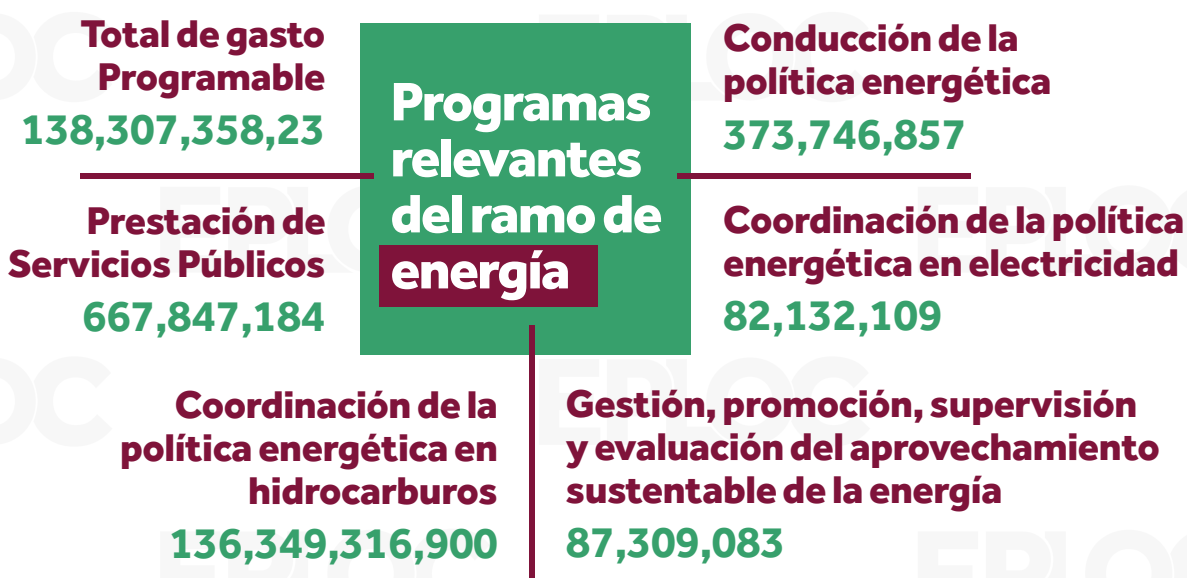 Total de gasto
Programable
138,307,358,23
Prestación de
Servicios Públicos
667,847,184
Programas
relevantes
del ramo de
energía
Conducción de la
política energética
373,746,857
Coordinación de la política
energética en electricidad
82,132,109
Coordinación de la
política energética en
hidrocarburos
136,349,316,900
Gestión, promoción, supervisión
y evaluación del aprovechamiento
sustentable de la energía
87,309,083